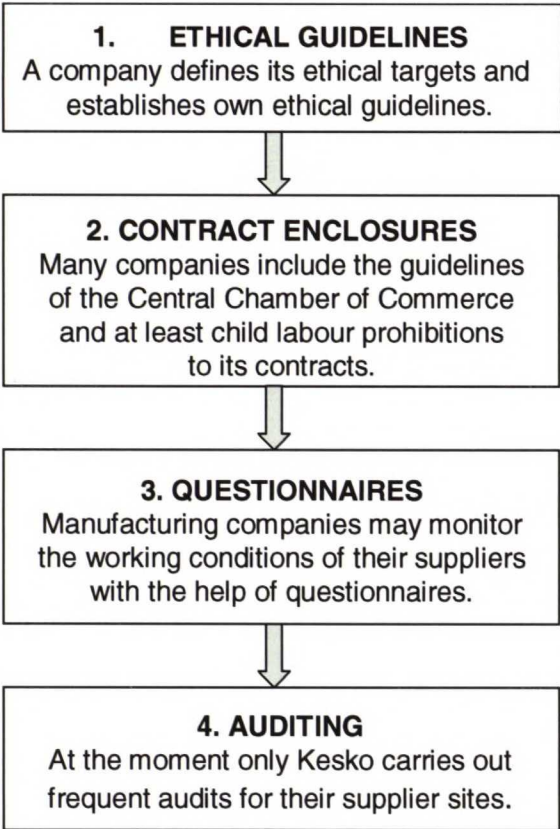 1. ETHICAL GUIDELINES
A company defines its ethical targets and
establishes own ethical guidelines.
2. CONTRACT ENCLOSURES
Many companies include the guidelines
of the Central Chamber of Commerce
and at least child labour prohibitions
to its contracts.
3. QUESTIONNAIRES
Manufacturing companies may monitor
the working conditions of their suppliers
with the help of questionnaires.
4. AUDITING
At the moment only Kesko carries out
frequent audits for their supplier sites.